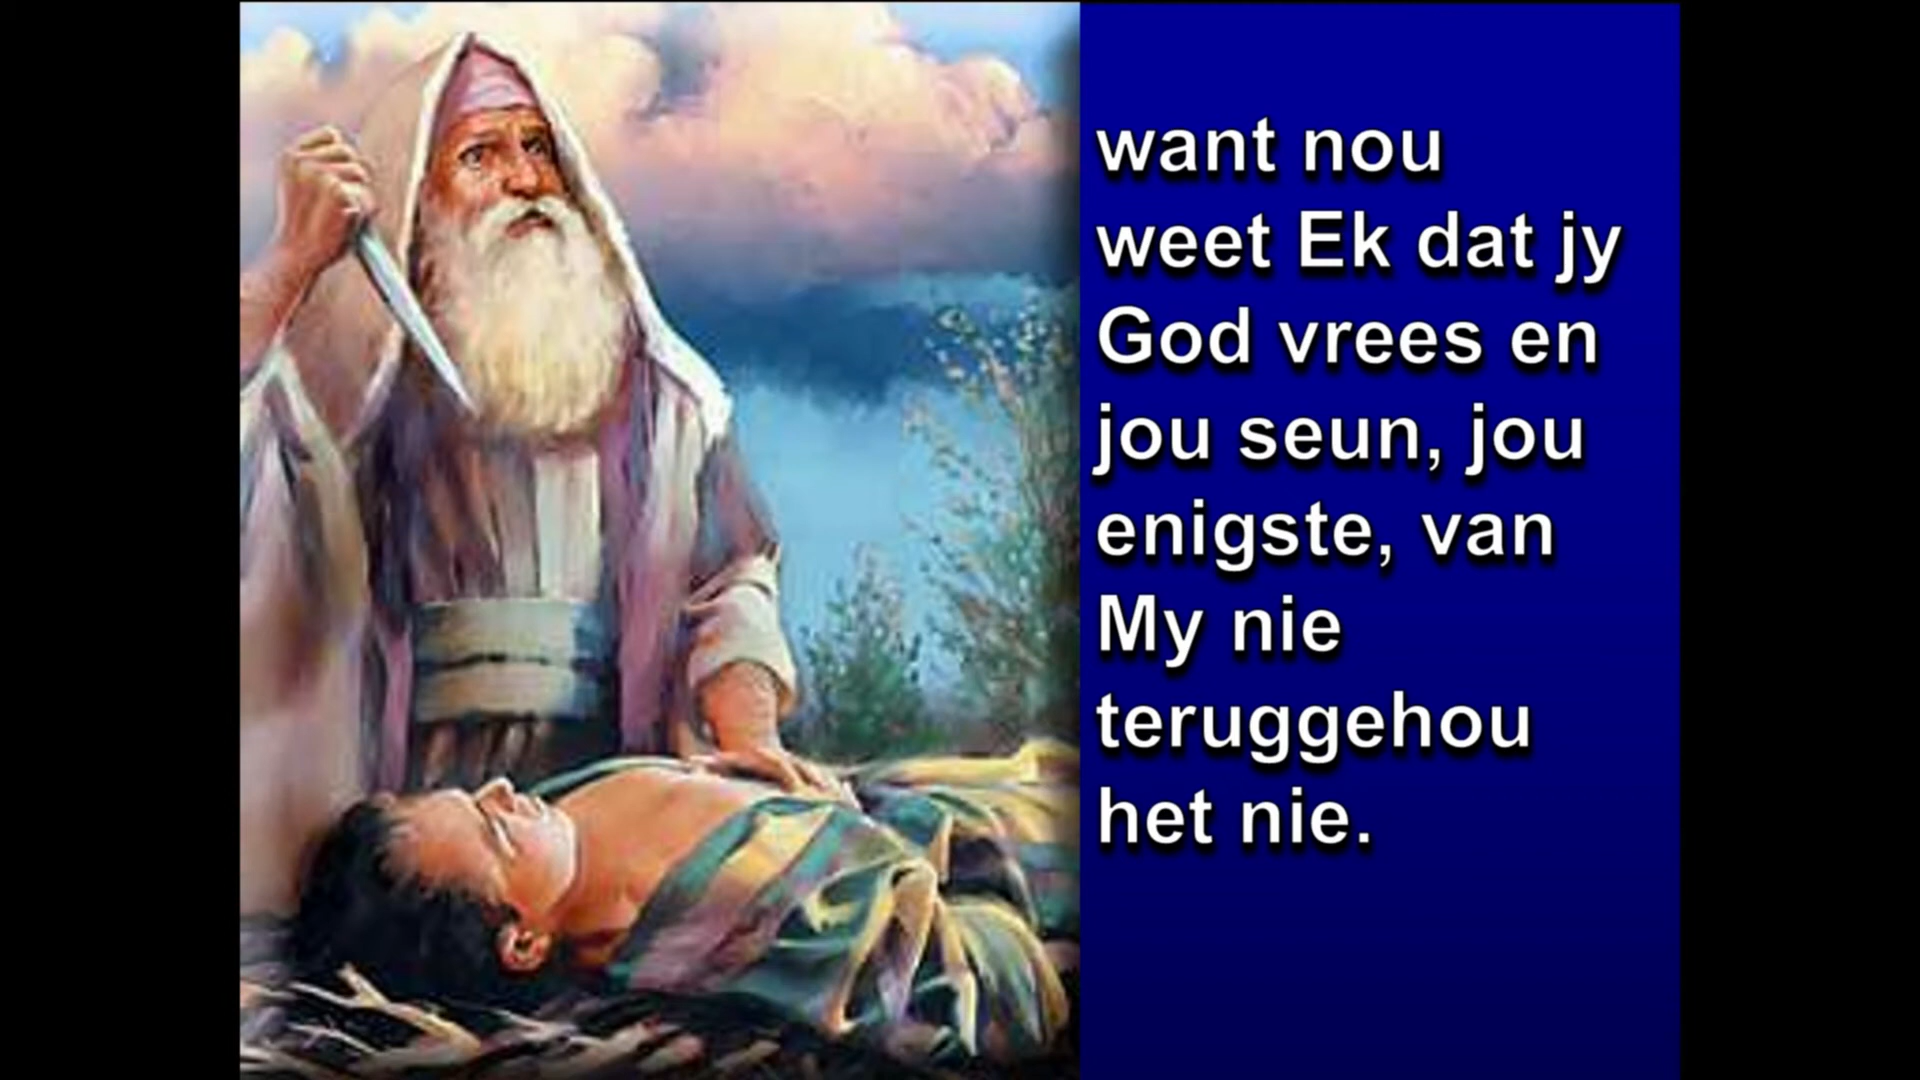 want nou
weet Ek dat jy
God vrees en
jou seun, jou
enigste, van
My nie
teruggehou
het nie.